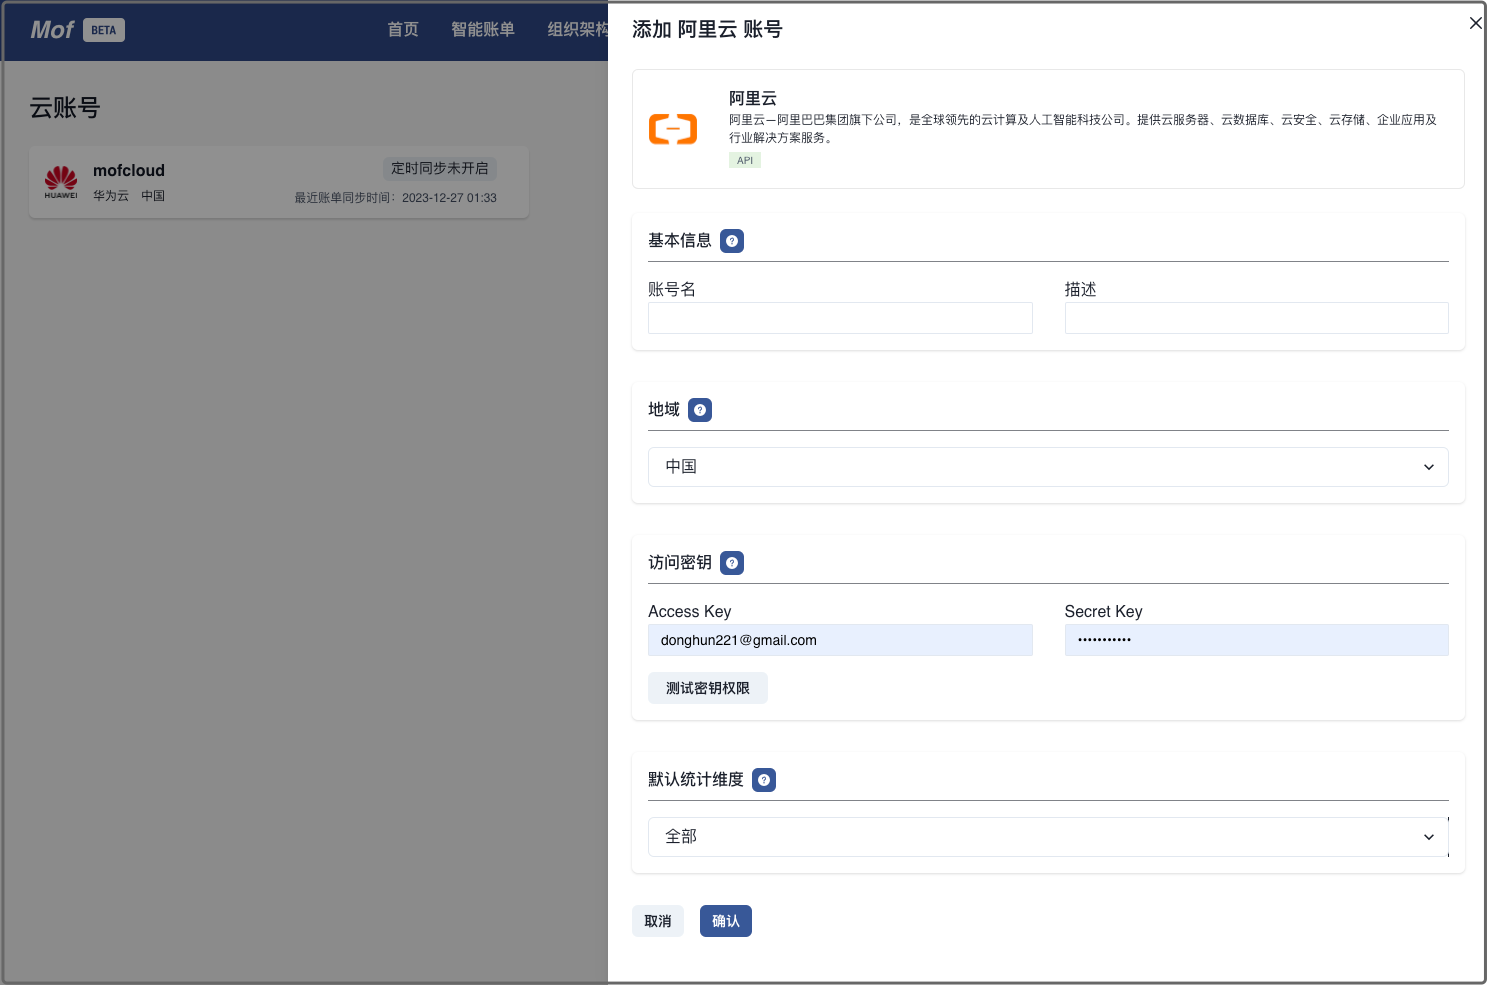 Mof BETA
首页 智能账单 组织架构
云账号
mofcloud
定时同步未开启
HUAWEI
华为云 中国
最近账单同步时间：2023-12-27 01:33
添加 阿里云 账号
阿里云
阿里云—阿里巴巴集团旗下公司，是全球领先的云计算及人工智能科技公司。提供云服务器、云数据库、云安全、云存储、企业应用及
行业解决方案服务。
API
基本信息 ?
账号名 描述
地域 ?
中国
访问密钥 ?
Access Key Secret Key
donghun221@gmail.com •••••••••••
测试密钥权限
默认统计维度 ?
全部
取消 确认